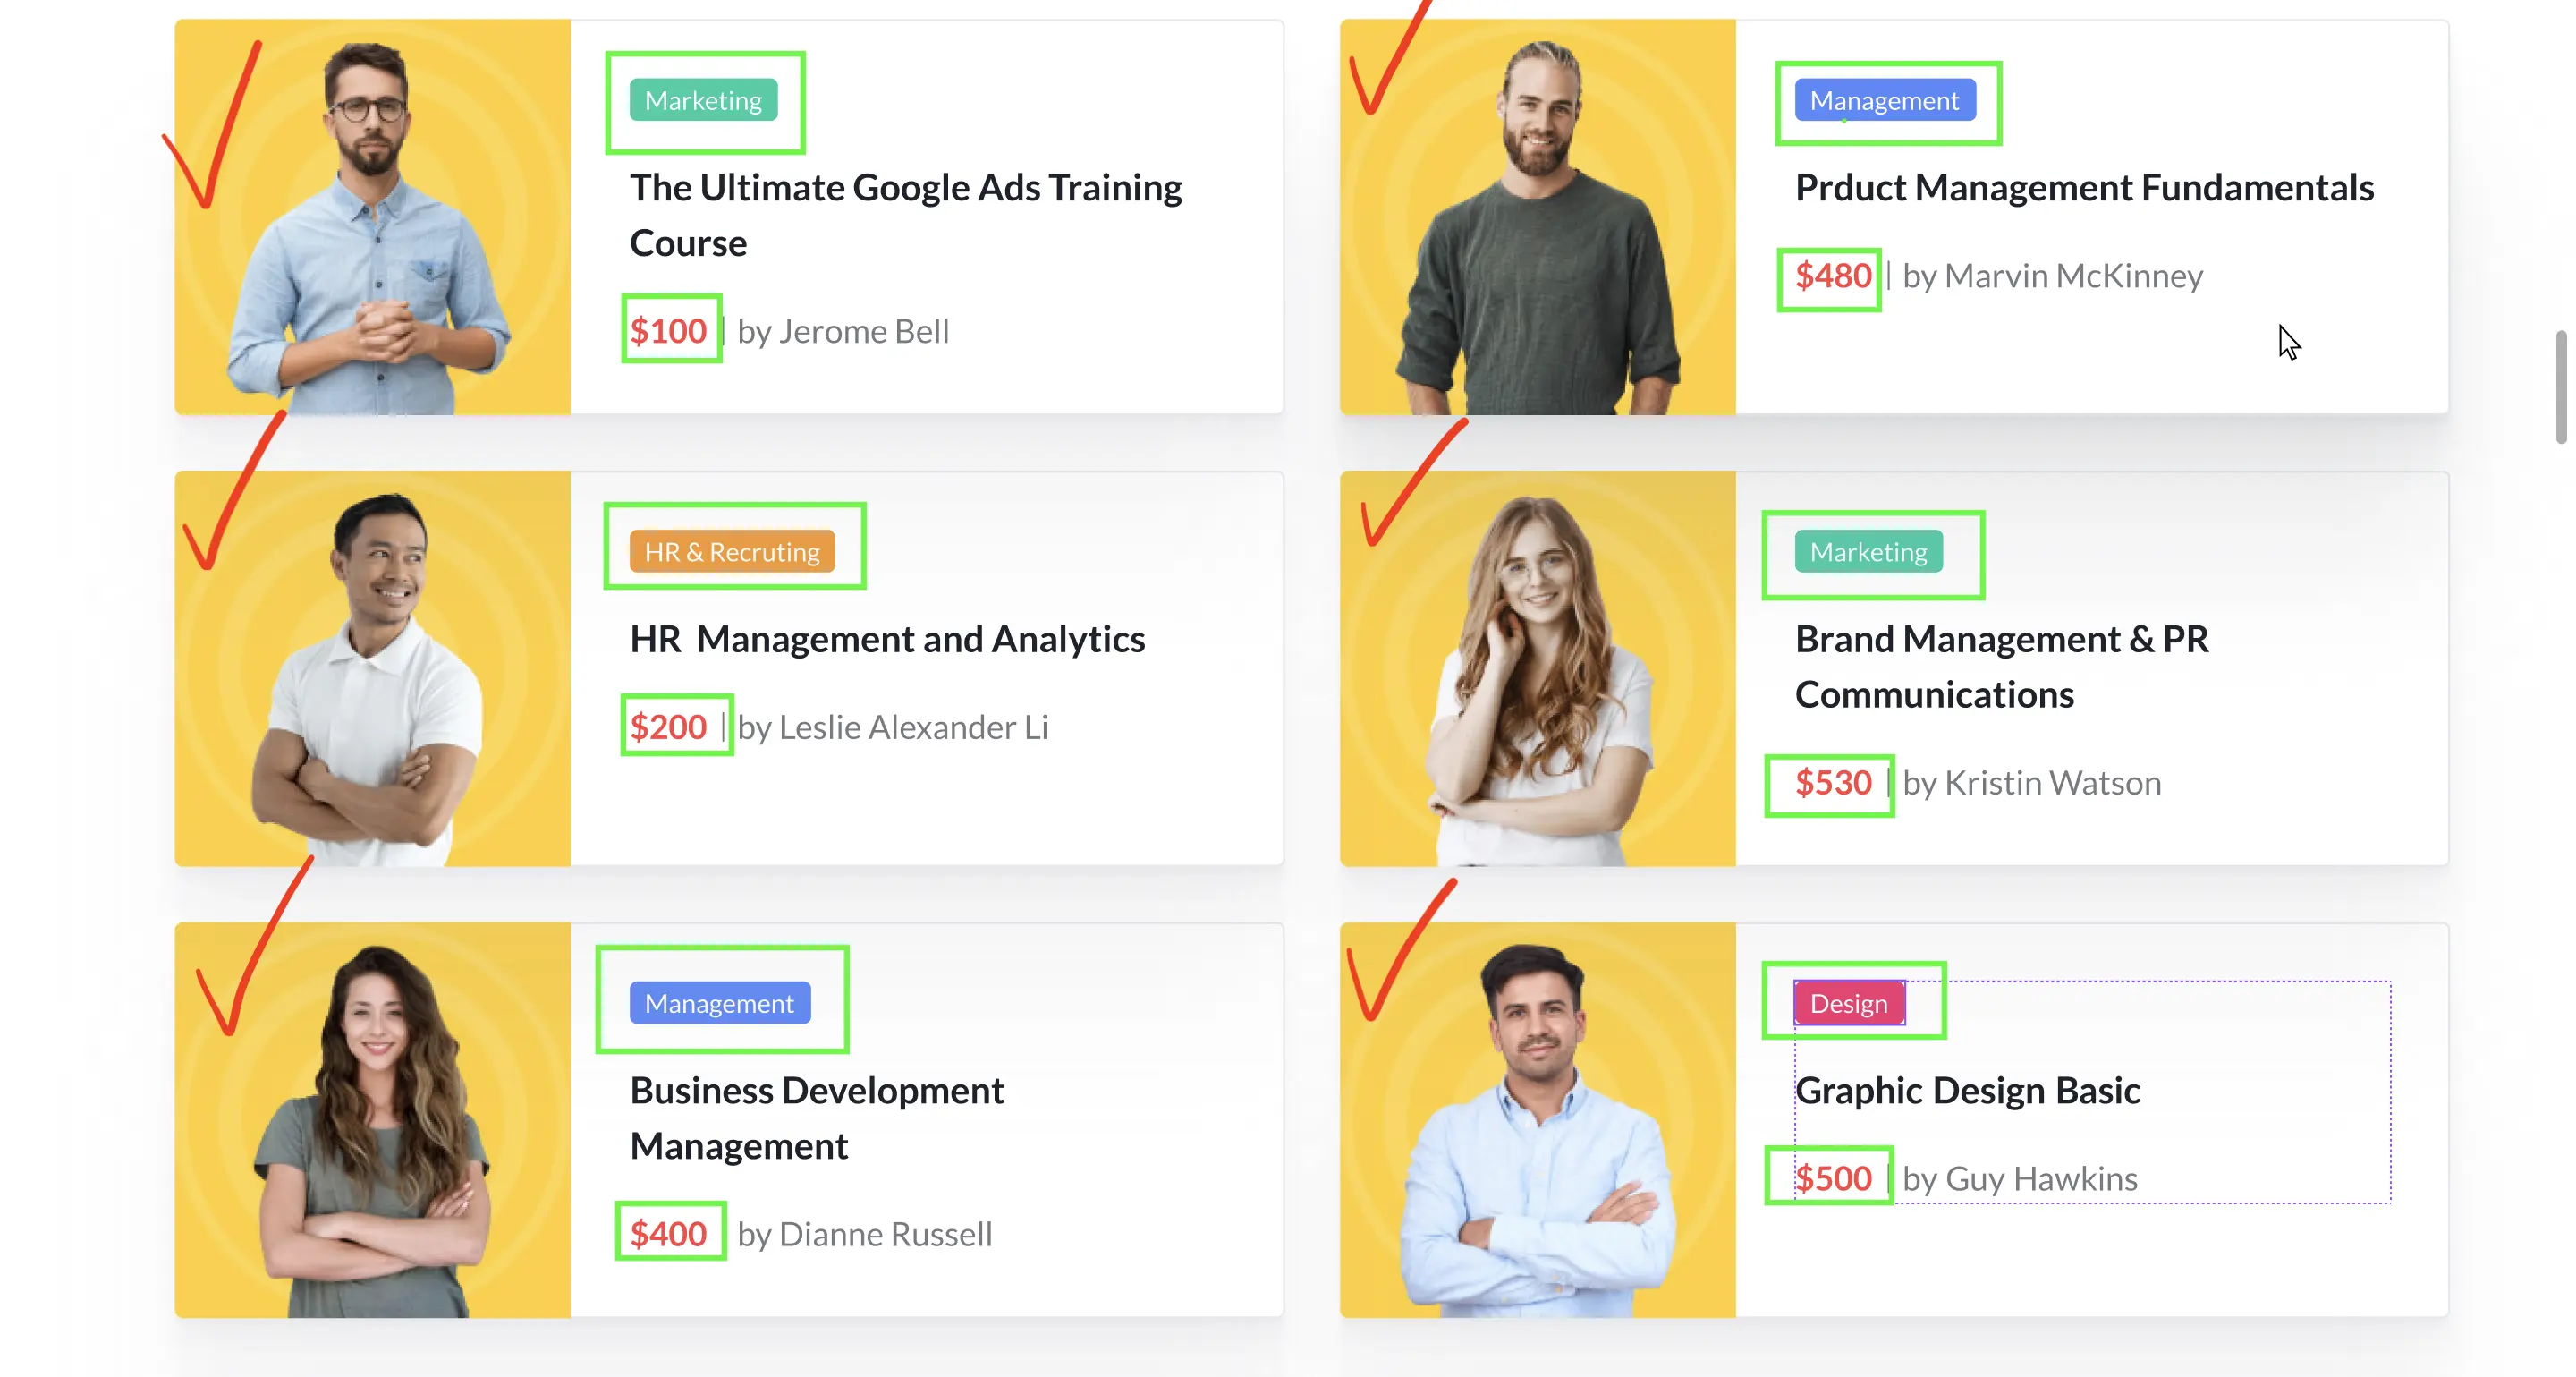 Marketing
The Ultimate Google Ads Training
Course
$100 | by Jerome Bell
Management
Prduct Management Fundamentals
$480 | by Marvin McKinney
HR & Recruting
HR  Management and Analytics
$200 | by Leslie Alexander Li
Marketing
Brand Management & PR
Communications
$530 | by Kristin Watson
Management
Business Development
Management
$400 by Dianne Russell
Design
Graphic Design Basic
$500 | by Guy Hawkins